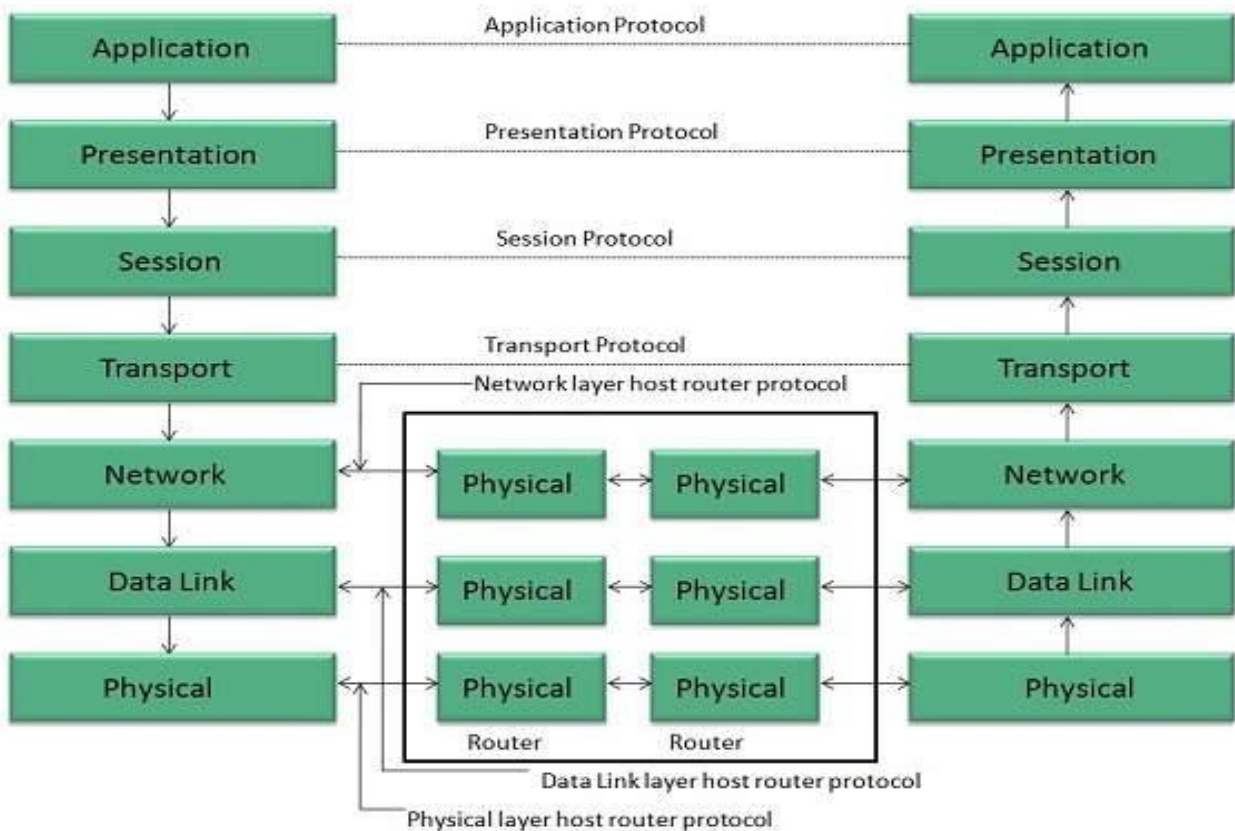 Application
Application Protocol
Application
Presentation
Presentation Protocol
Presentation
Session
Session Protocol
Session
Transport
Transport Protocol
Transport
Network layer host router protocol
Network
Physical
Physical
Network
Data Link
Physical
Physical
Data Link
Physical
Physical
Physical
Physical
Router
Router
Data Link layer host router protocol
Physical layer host router protocol